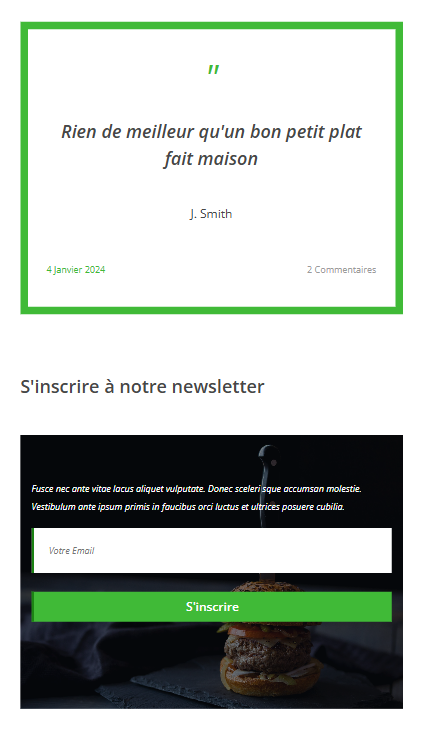 "
Rien de meilleur qu'un bon petit plat
fait maison
J. Smith
4 Janvier 2024 2 Commentaires
S'inscrire à notre newsletter
Fusce nec ante vitae lacus aliquet vulputate. Donec scelerisque accumsan molestie.
Vestibulum ante ipsum primis in faucibus orci luctus et ultrices posuere cubilia.
Votre Email
S'inscrire